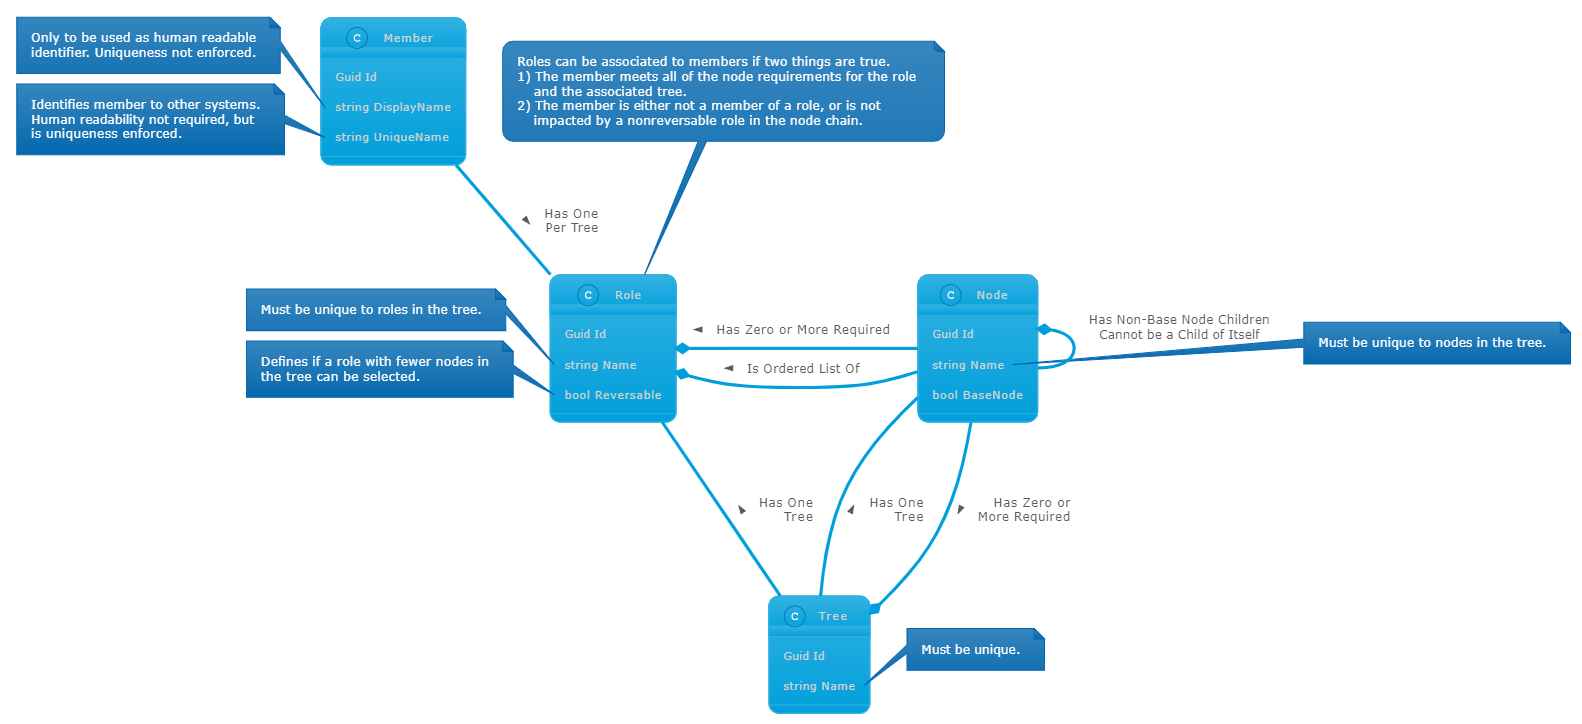 Only to be used as human readable
identifier. Uniqueness not enforced.
Identifies member to other systems.
Human readability not required, but
is uniqueness enforced.
C Member
Guid Id
string DisplayName
string UniqueName
Roles can be associated to members if two things are true.
1) The member meets all of the node requirements for the role
and the associated tree.
2) The member is either not a member of a role, or is not
impacted by a nonreversable role in the node chain.
Has One
Per Tree
Must be unique to roles in the tree.
Defines if a role with fewer nodes in
the tree can be selected.
C Role
Guid Id
string Name
bool Reversable
Has Zero or More Required
Is Ordered List Of
C Node
Guid Id
string Name
bool BaseNode
Has Non-Base Node Children
Cannot be a Child of Itself
Must be unique to nodes in the tree.
Has One
Tree
Has One
Tree
Has Zero or
More Required
C Tree
Guid Id
string Name
Must be unique.